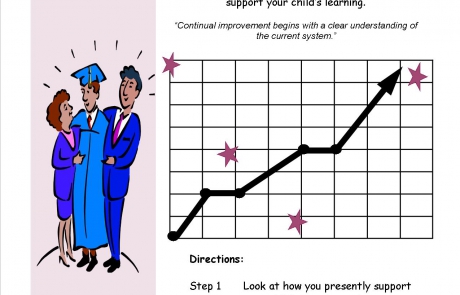 support your child's learning.
"Continual improvement begins with a clear understanding of
the current system."
Directions:
Step 1 Look at how you presently support